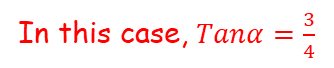 In this case, Tanα = 3/4